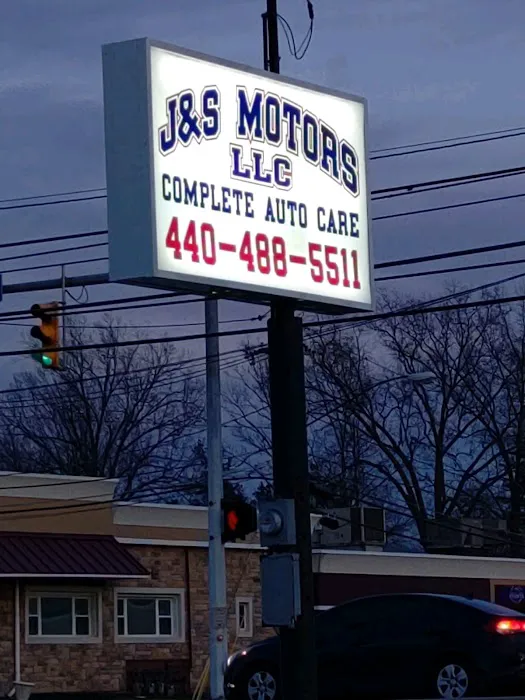 J&S MOTORS
LLC
COMPLETE AUTO CARE
440-488-5511